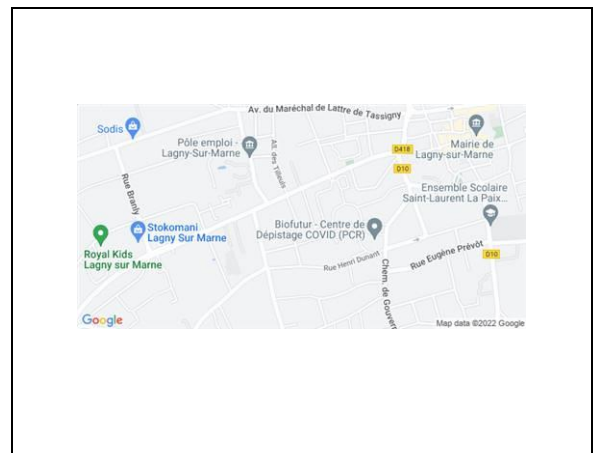 Av. du Maréchal de Lattre de Tassigny
Sodis
Pôle emploi -
Lagny-Sur-Marne
All. des Tilleuls
Mairie de
Lagny-sur-Marne
D418
D10
Rue Branly
Ensemble Scolaire
Saint-Laurent La Paix...
Stokomani
Lagny Sur Marne
Biofutur - Centre de
Dépistage COVID (PCR)
Royal Kids
Lagny sur Marne
Rue Henri Dunant
Rue Eugène Prévôt
D10
Chem. de Gouvern
Google
Map data ©2022 Google